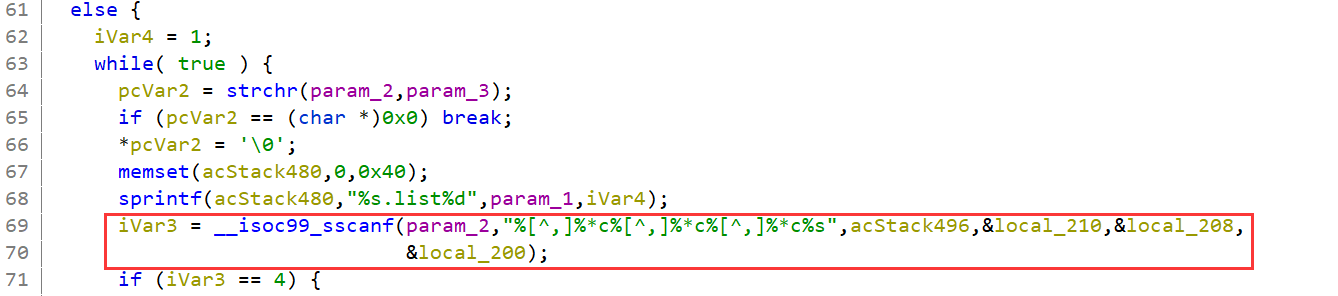 61 else {
62 iVar4 = 1;
63 while( true ) {
64 pcVar2 = strchr(param_2,param_3);
65 if (pcVar2 == (char *)0x0) break;
66 *pcVar2 = '\0';
67 memset(acStack480,0,0x40);
68 sprintf(acStack480,"%s.list%d",param_1,iVar4);
69 iVar3 = __isoc99_sscanf(param_2,"%[^,]%*c%[^,]%*c%[^,]%*c%s",acStack496,&local_210,&local_208,
70 &local_200);
71 if (iVar3 == 4) {